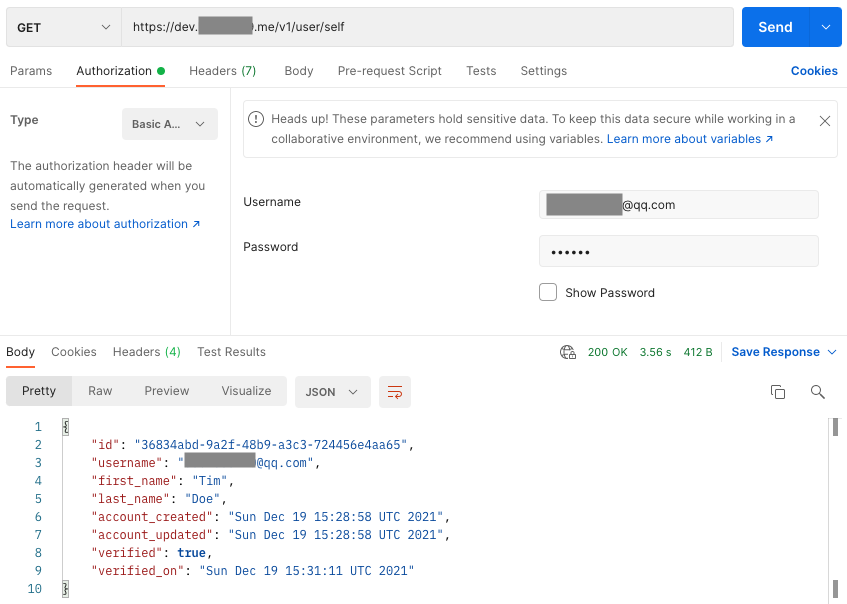 GET https://dev. .me/v1/user/self Send
Params Authorization Headers (7) Body Pre-request Script Tests Settings Cookies
Type
Basic A...
The authorization header will be
automatically generated when you
send the request.
Learn more about authorization ↗
Heads up! These parameters hold sensitive data. To keep this data secure while working in a
collaborative environment, we recommend using variables. Learn more about variables ↗
Username
@qq.com
Password
••••••
Show Password
Body Cookies Headers (4) Test Results 200 OK 3.56 s 412 B Save Response
Pretty Raw Preview Visualize JSON
1 {
2 "id": "36834abd-9a2f-48b9-a3c3-724456e4aa65",
3 "username": " @qq.com",
4 "first_name": "Tim",
5 "last_name": "Doe",
6 "account_created": "Sun Dec 19 15:28:58 UTC 2021",
7 "account_updated": "Sun Dec 19 15:28:58 UTC 2021",
8 "verified": true,
9 "verified_on": "Sun Dec 19 15:31:11 UTC 2021"
10 }